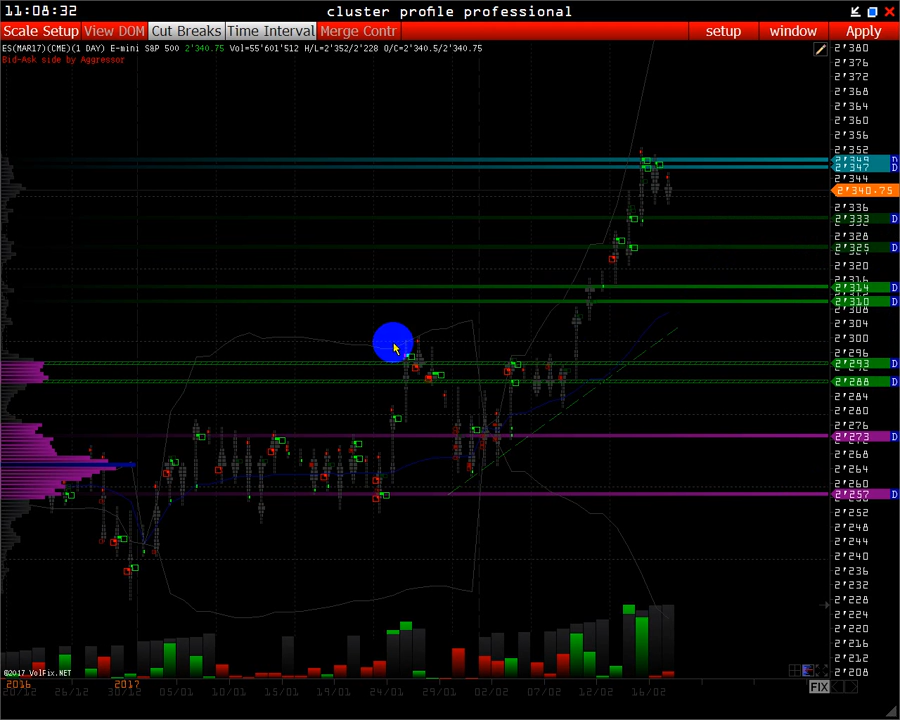 11:08:32 cluster profile professional
Scale Setup View DOM Cut Breaks Time Interval Merge Contr setup window Apply
ES(MAR17)(CME)(1 DAY) E-mini S&P 500 2'340.75 Vol=55'601'512 H/L=2'352/2'228 O/C=2'340.5/2'340.75
Bid-Ask side by Aggressor
2'380
2'376
2'372
2'368
2'364
2'360
2'356
2'352
2'349 D
2'347 D
2'344
2'340.75
2'336
2'333 D
2'328
2'325 D
2'320
2'314 D
2'310 D
2'308
2'304
2'300
2'296
2'293 D
2'288 D
2'284
2'280
2'276
2'273 D
2'268
2'264
2'260
2'257 D
2'252
2'248
2'244
2'240
2'236
2'232
2'228
2'224
2'220
2'216
2'212
2'208
©2017 VolFix.NET
2016 2017
20/12 26/12 30/12 05/01 10/01 15/01 19/01 24/01 29/01 02/02 07/02 12/02 16/02
FIX